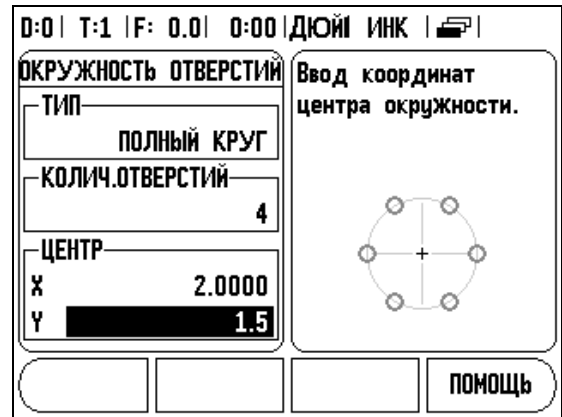 D:0 | T:1 | F: 0.0 | 0:00 | ДЮЙМ ИНК
ОКРУЖНОСТЬ ОТВЕРСТИЙ
ТИП
ПОЛНЫЙ КРУГ
КОЛИЧ.ОТВЕРСТИЙ
4
ЦЕНТР
X 2.0000
Y 1.5
Ввод координат
центра окружности.
ПОМОЩЬ